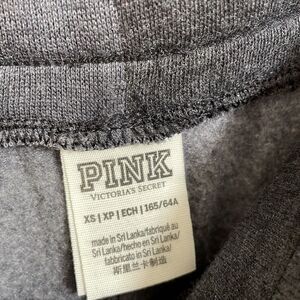 PINK
VICTORIA'S SECRET
XS | XP | ECH | 165/64A
made in Sri Lanka/fabriqué au
Sri Lanka/hecho en Sri Lanka/
fabbricato in Sri Lanka/
斯里兰卡制造